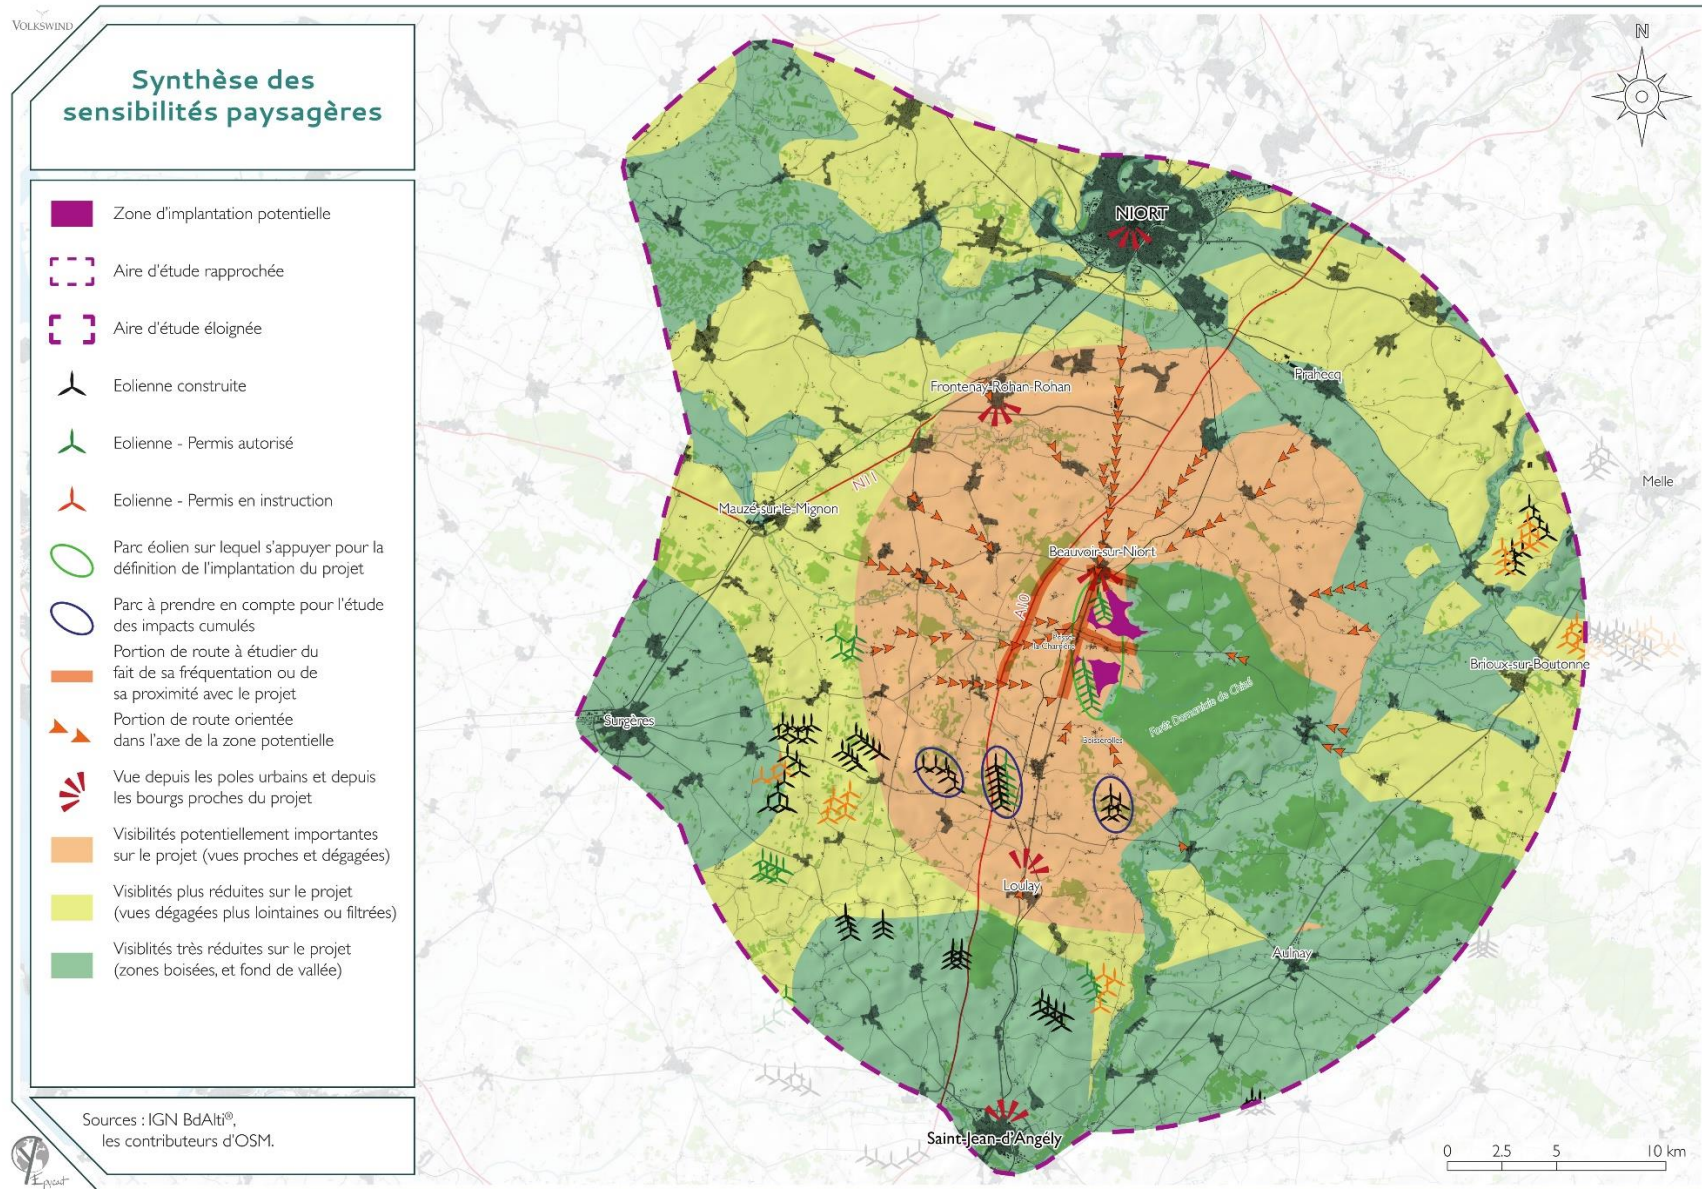 VOLKSWIND
Synthèse des
sensibilités paysagères
Zone d'implantation potentielle
Aire d'étude rapprochée
Aire d'étude éloignée
Eolienne construite
Eolienne - Permis autorisé
Eolienne - Permis en instruction
Parc éolien sur lequel s'appuyer pour la
définition de l'implantation du projet
Parc à prendre en compte pour l'étude
des impacts cumulés
Portion de route à étudier du
fait de sa fréquentation ou de
sa proximité avec le projet
Portion de route orientée
dans l'axe de la zone potentielle
Vue depuis les poles urbains et depuis
les bourgs proches du projet
Visibilités potentiellement importantes
sur le projet (vues proches et dégagées)
Visiblités plus réduites sur le projet
(vues dégagées plus lointaines ou filtrées)
Visiblités très réduites sur le projet
(zones boisées, et fond de vallée)
Sources : IGN BdAlti®,
les contributeurs d'OSM.
Epycart
N
NIORT
Prahecq
Frontenay-Rohan-Rohan
N11
Mauzé-sur-le-Mignon
Melle
Beauvoir-sur-Niort
A10
la Charrière
Brioux-sur-Boutonne
Forêt Domaniale de Chizé
Surgères
Boisserolles
Loulay
Aulnay
Saint-Jean-d'Angély
0 2.5 5 10 km